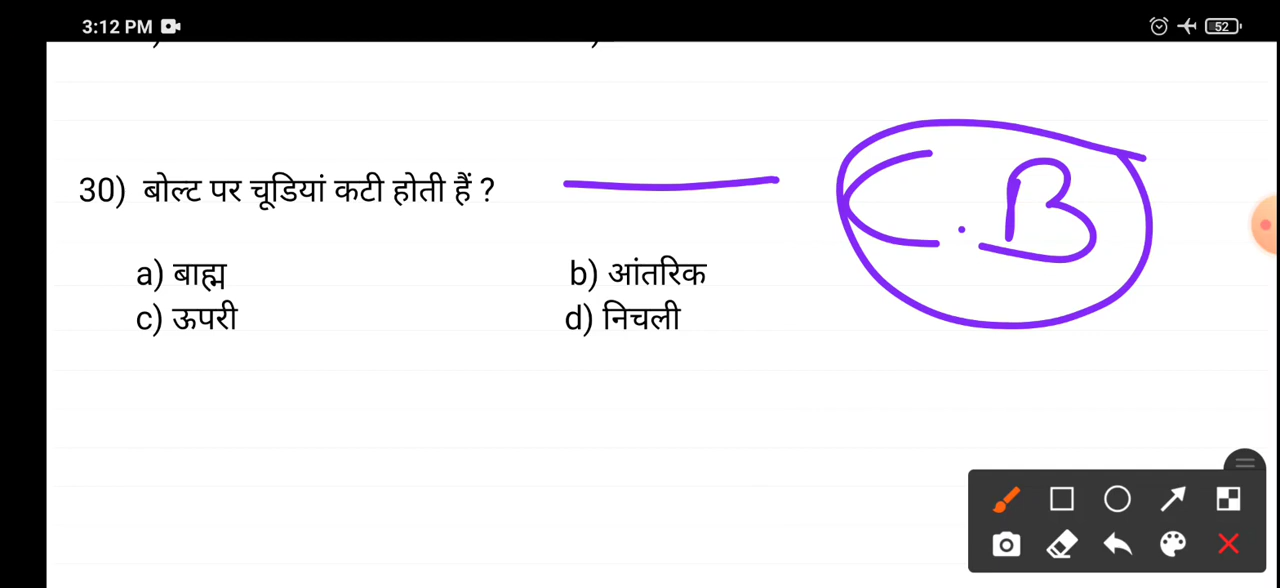 3:12 PM
52
30) बोल्ट पर चूडियां कटी होती हैं ?
C.B
a) बाह्म
b) आंतरिक
c) ऊपरी
d) निचली